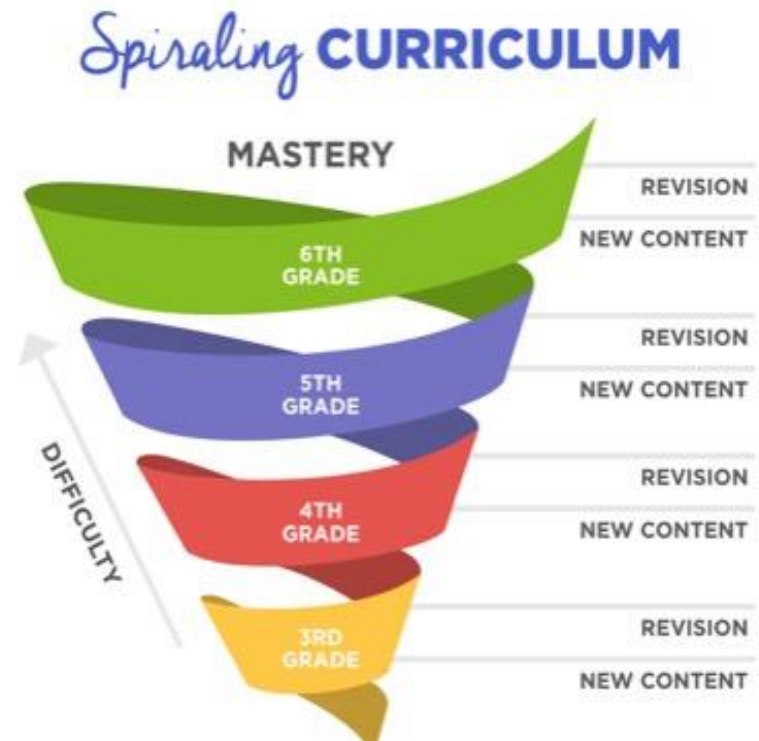 Spiraling CURRICULUM
MASTERY
REVISION
NEW CONTENT
6TH
GRADE
REVISION
NEW CONTENT
5TH
GRADE
DIFFICULTY
REVISION
NEW CONTENT
4TH
GRADE
REVISION
NEW CONTENT
3RD
GRADE